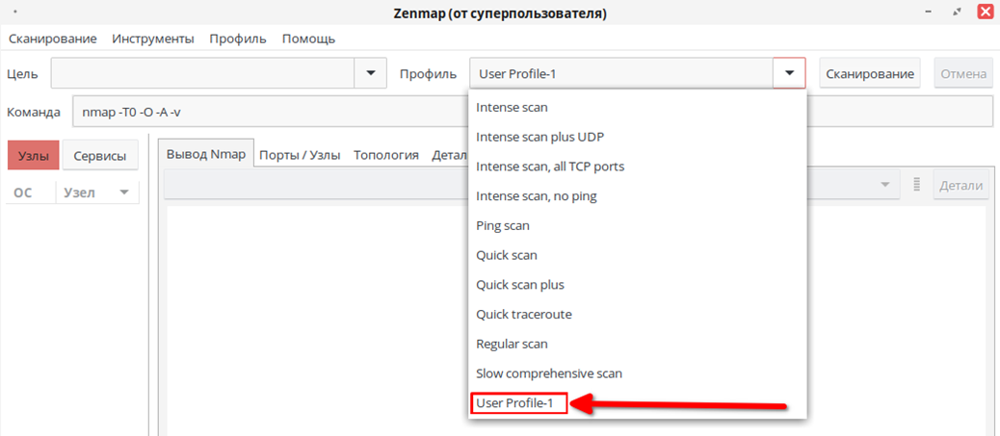 Zenmap (от суперпользователя)
Сканирование Инструменты Профиль Помощь
Цель Профиль User Profile-1 Сканирование Отмена
Команда nmap -T0 -O -A -v
Узлы Сервисы Вывод Nmap Порты / Узлы Топология Детал
ОС Узел Детали
Intense scan
Intense scan plus UDP
Intense scan, all TCP ports
Intense scan, no ping
Ping scan
Quick scan
Quick scan plus
Quick traceroute
Regular scan
Slow comprehensive scan
User Profile-1